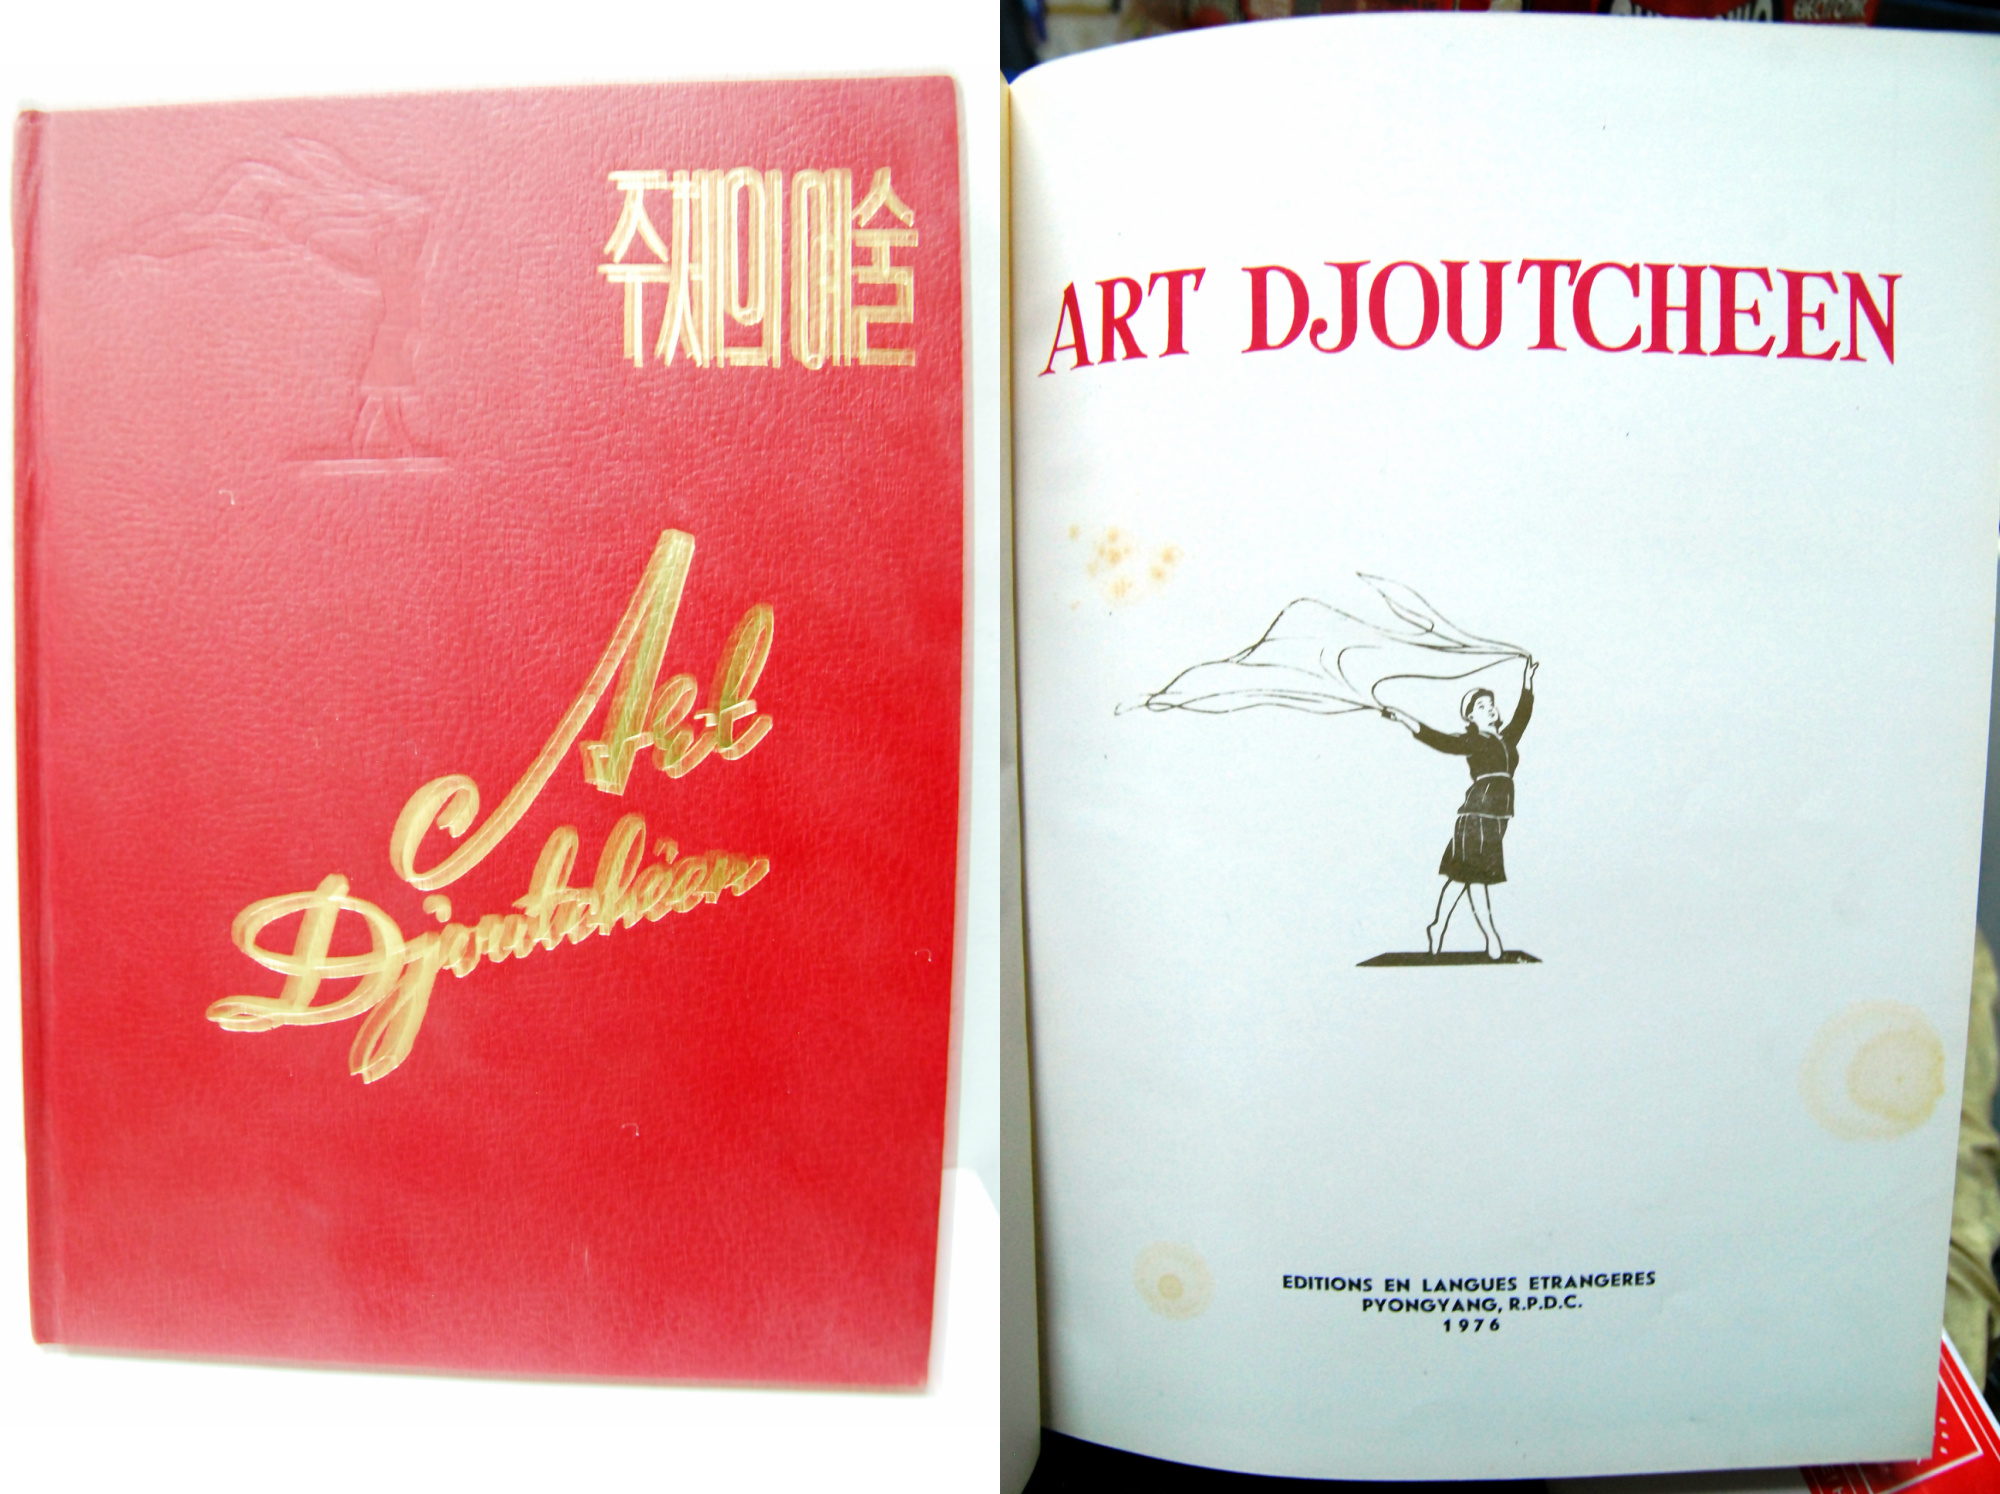 주체의 예술
Art
Djoutchéen
ART DJOUTCHEEN
EDITIONS EN LANGUES ETRANGERES
PYONGYANG, R.P.D.C.
1976